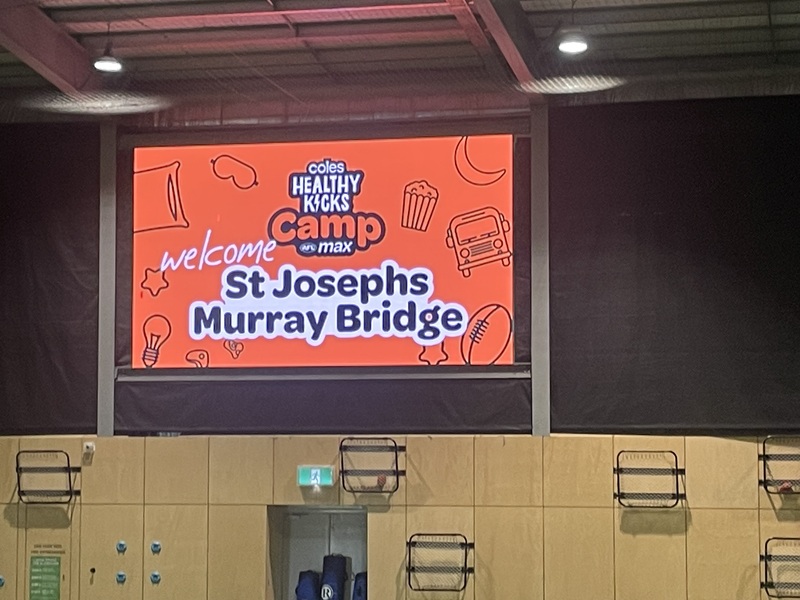 coles
HEALTHY
KICKS
Camp
AFL max
welcome
St Josephs
Murray Bridge
R